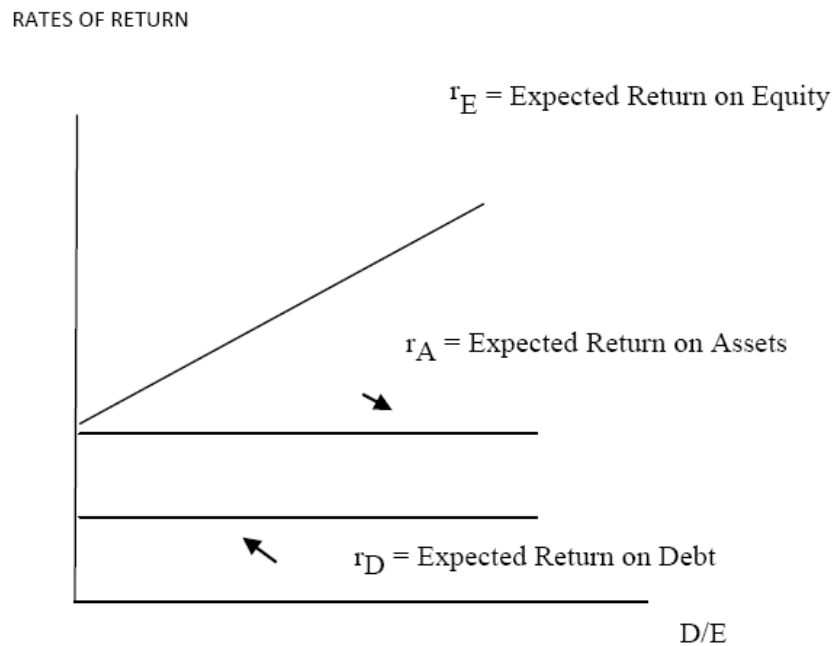 RATES OF RETURN
rE = Expected Return on Equity
rA = Expected Return on Assets
rD = Expected Return on Debt
D/E